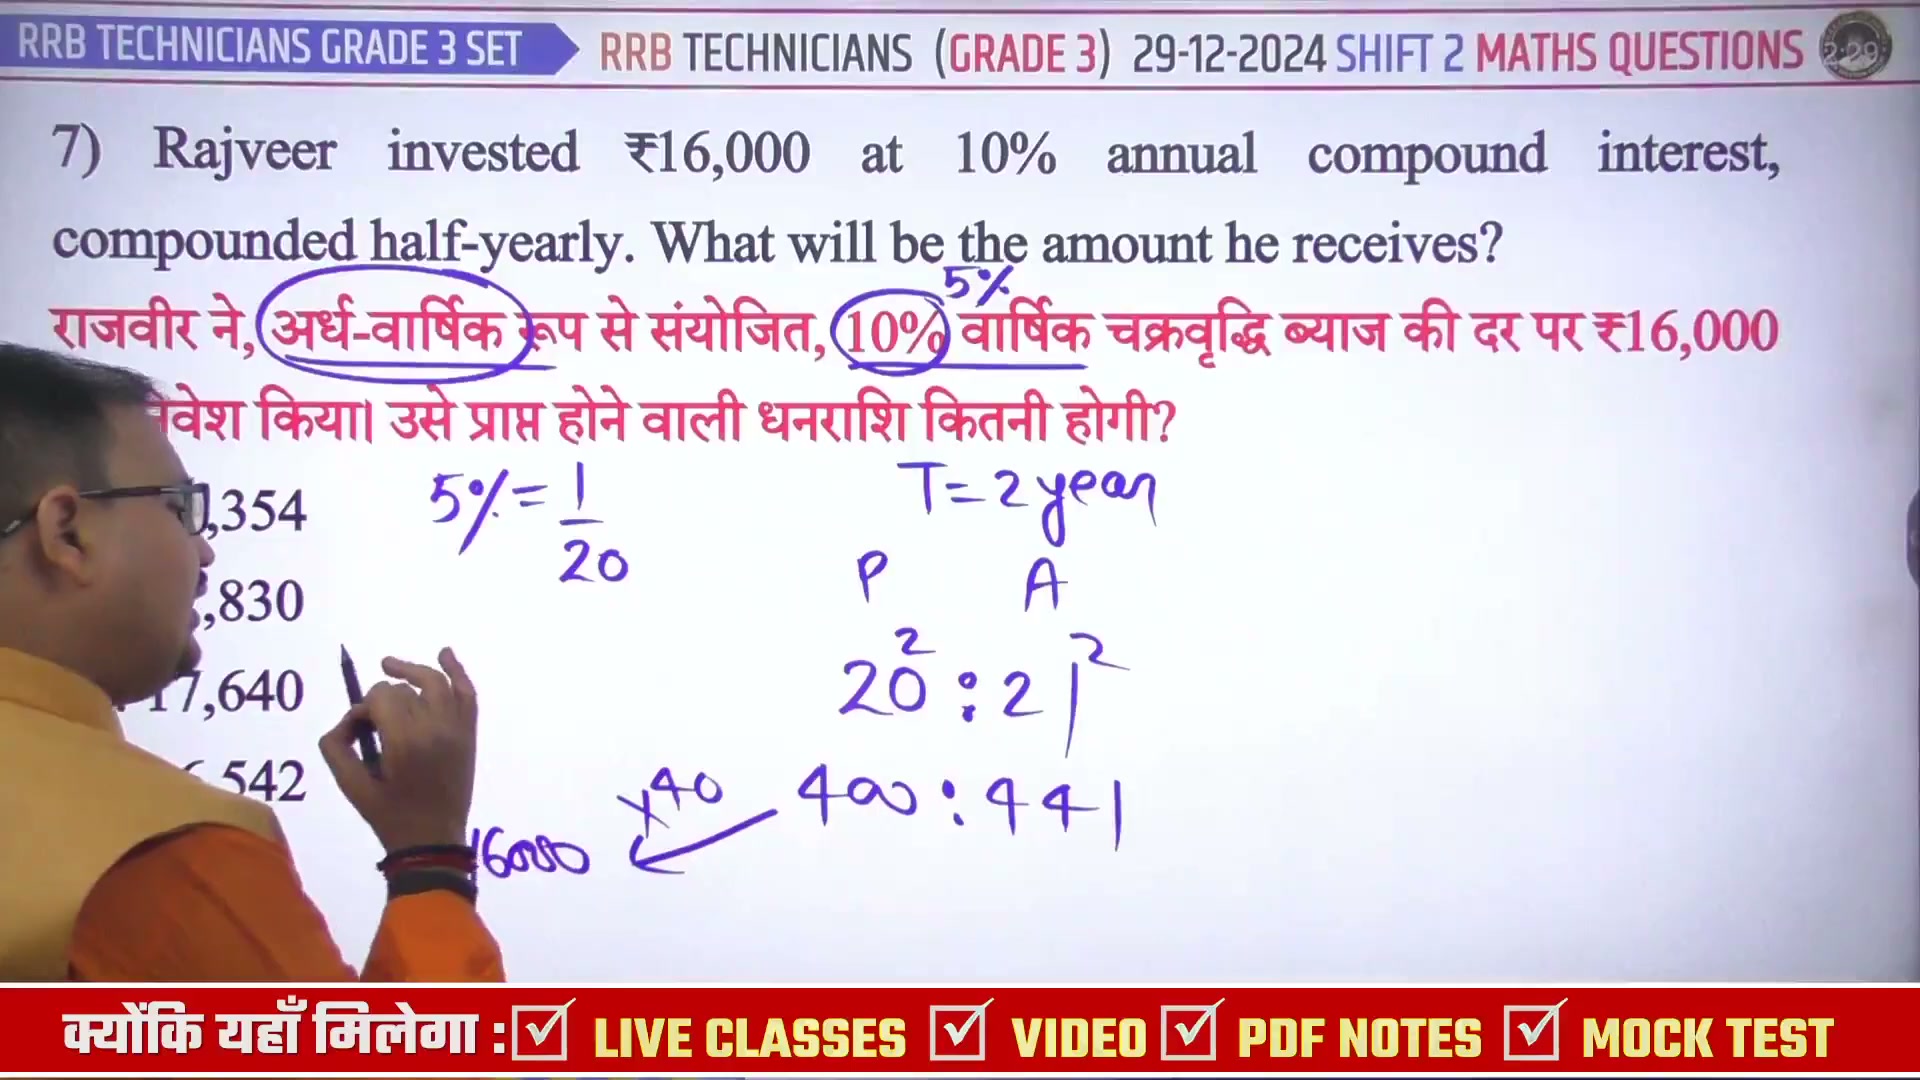 RRB TECHNICIANS GRADE 3 SET
RRB TECHNICIANS (GRADE 3) 29-12-2024 SHIFT 2 MATHS QUESTIONS
2:29
7) Rajveer invested ₹16,000 at 10% annual compound interest,
compounded half-yearly. What will be the amount he receives?
5%
राजवीर ने, अर्ध-वार्षिक रूप से संयोजित, 10% वार्षिक चक्रवृद्धि ब्याज की दर पर ₹16,000
किया। उसे प्राप्त होने वाली धनराशि कितनी होगी?
,354
5% = 1/20
T = 2 year
,830
P A
17,640
20² : 21²
,542
x40
400 : 441
16000
क्योंकि यहाँ मिलेगा : LIVE CLASSES VIDEO PDF NOTES MOCK TEST